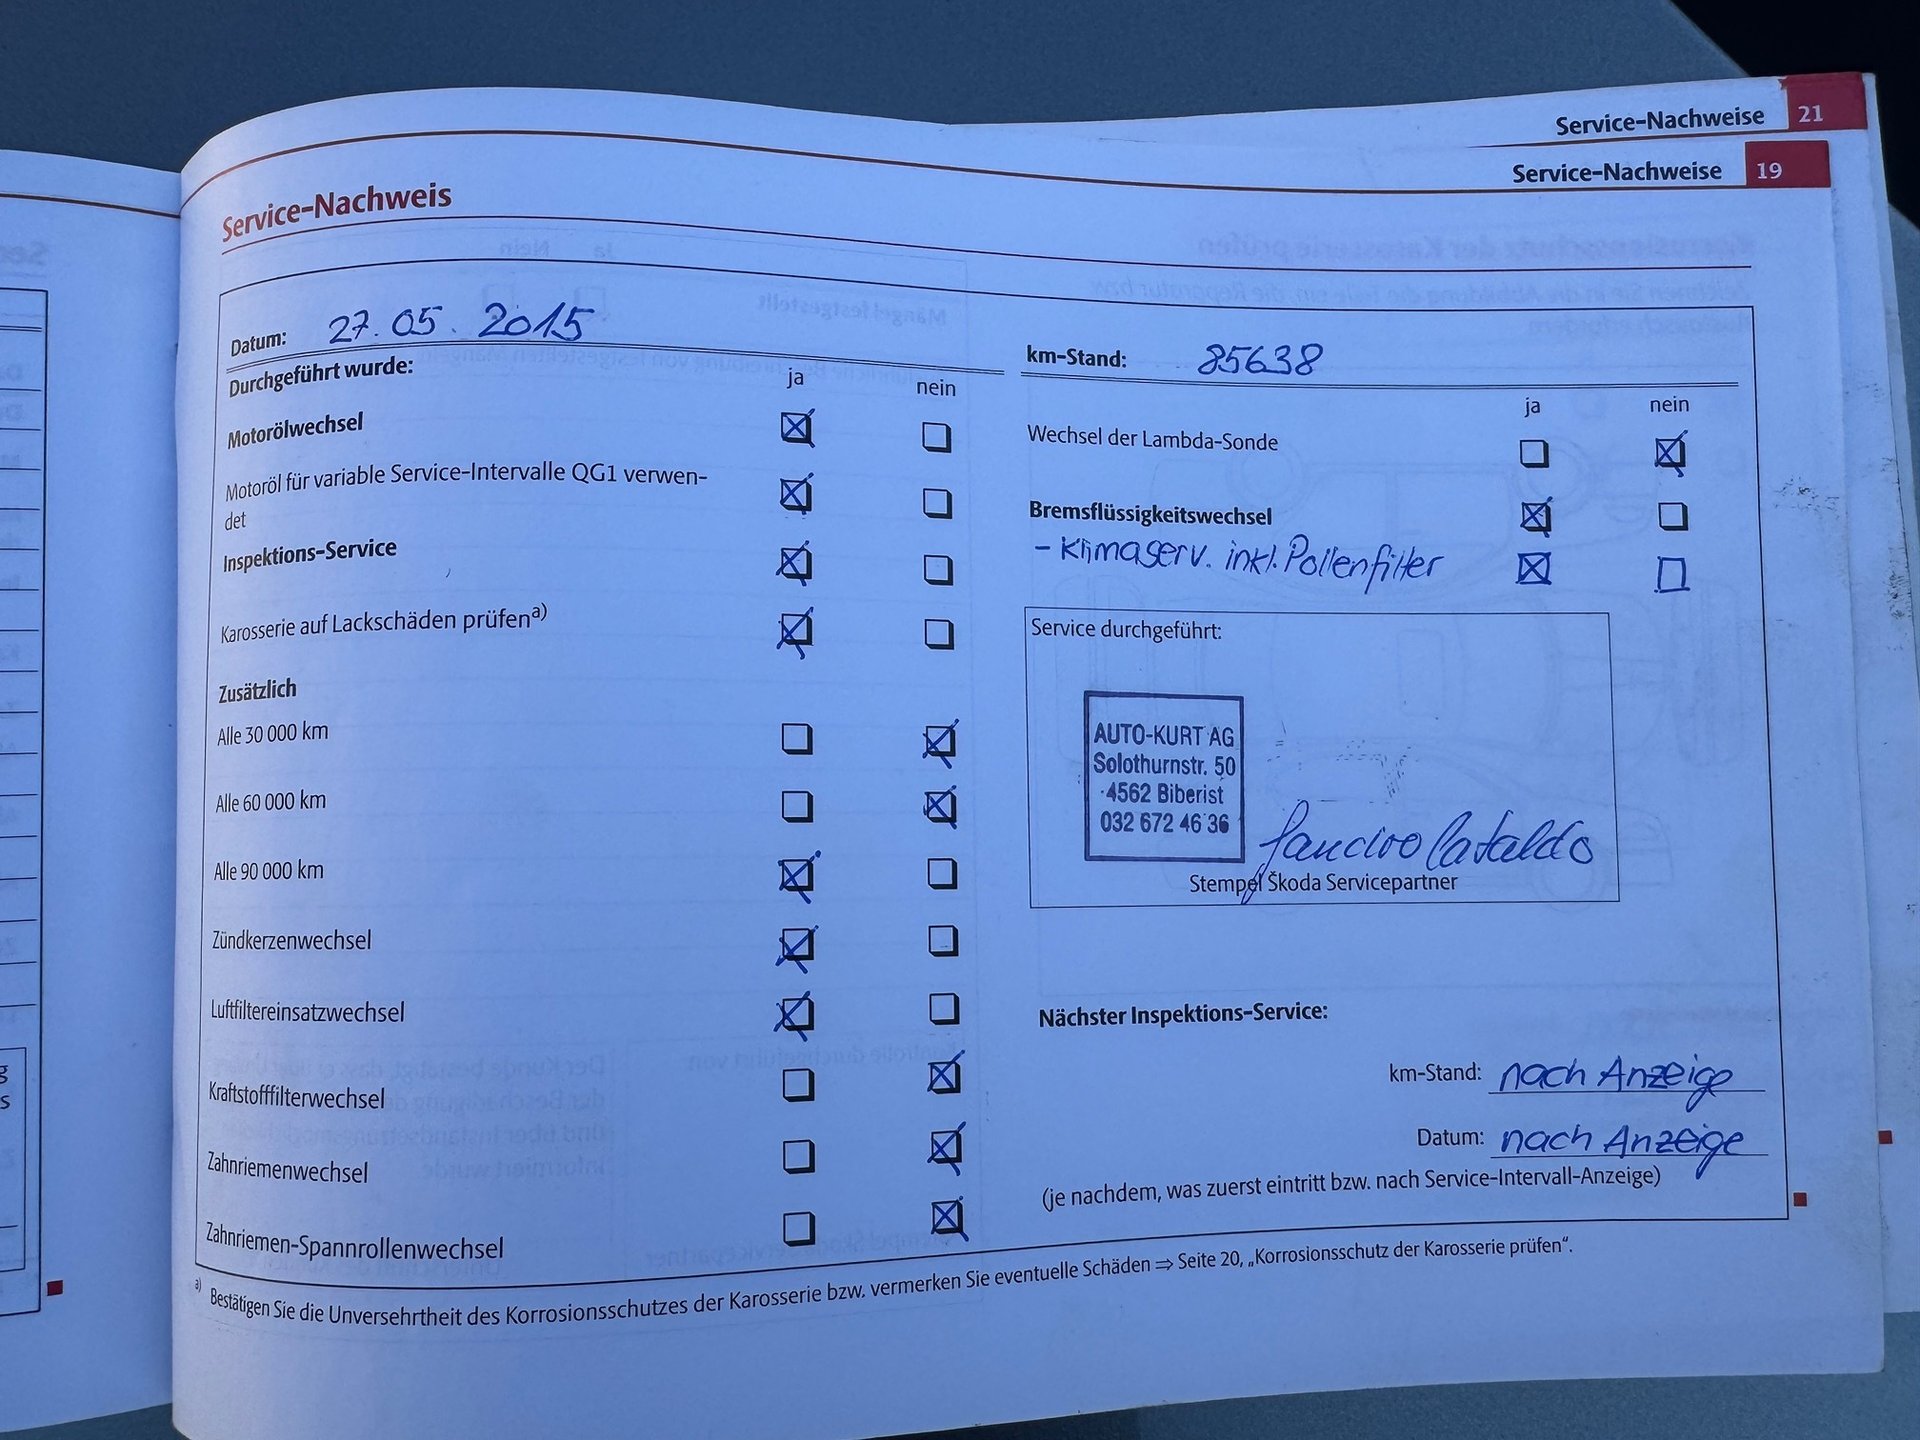 Service-Nachweise 21
Service-Nachweise 19
Service-Nachweis
Datum: 27.05.2015
Durchgeführt wurde:
ja nein
Motorölwechsel
Motoröl für variable Service-Intervalle QG1 verwen-
det
Inspektions-Service
Karosserie auf Lackschäden prüfena)
Zusätzlich
Alle 30 000 km
Alle 60 000 km
Alle 90 000 km
Zündkerzenwechsel
Luftfiltereinsatzwechsel
Kraftstofffilterwechsel
Zahnriemenwechsel
Zahnriemen-Spannrollenwechsel
km-Stand: 85638
ja nein
Wechsel der Lambda-Sonde
Bremsflüssigkeitswechsel
- Klimaserv. inkl. Pollenfilter
Service durchgeführt:
AUTO-KURT AG
Solothurnstr. 50
4562 Biberist
032 672 46 36
Stempel Škoda Servicepartner
Nächster Inspektions-Service:
km-Stand: nach Anzeige
Datum: nach Anzeige
(je nachdem, was zuerst eintritt bzw. nach Service-Intervall-Anzeige)
a) Bestätigen Sie die Unversehrtheit des Korrosionsschutzes der Karosserie bzw. vermerken Sie eventuelle Schäden ⇒ Seite 20, „Korrosionsschutz der Karosserie prüfen“.